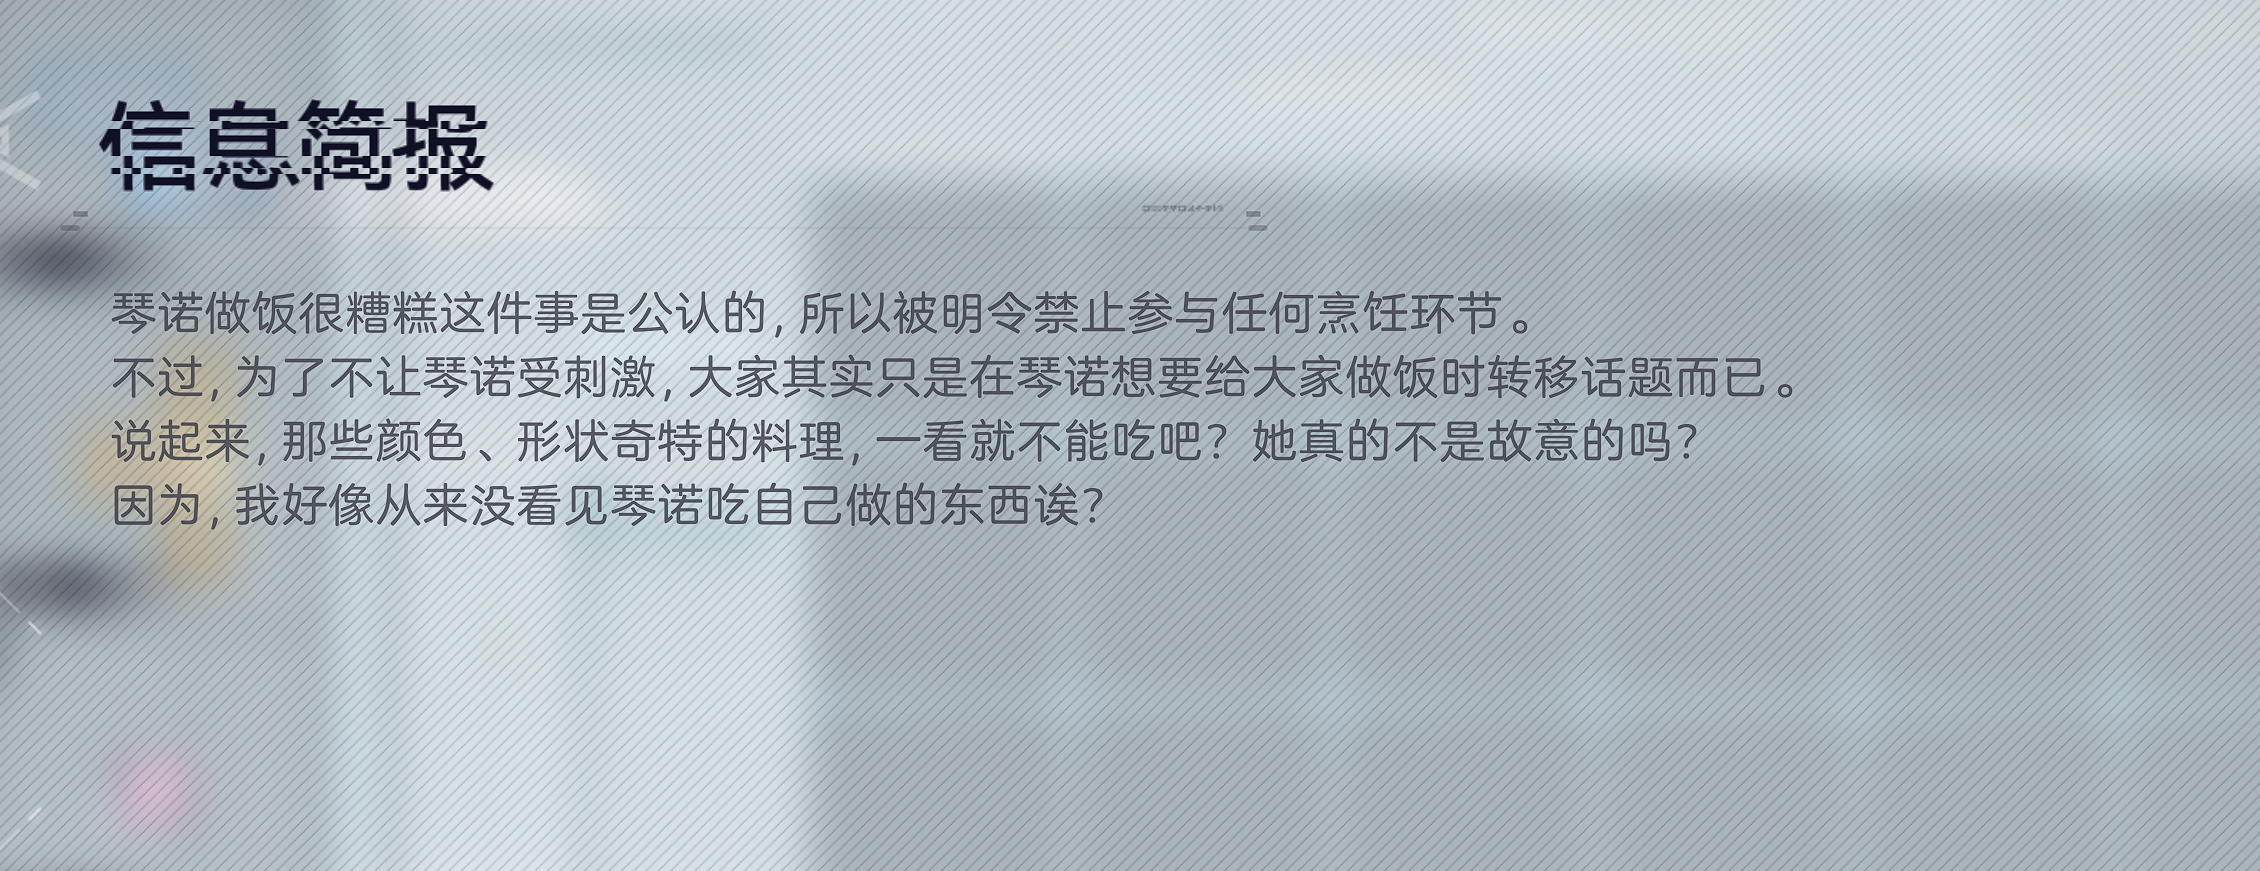 信息简报
琴诺做饭很糟糕这件事是公认的，所以被明令禁止参与任何烹饪环节。
不过，为了不让琴诺受刺激，大家其实只是在琴诺想要给大家做饭时转移话题而已。
说起来，那些颜色、形状奇特的料理，一看就不能吃吧？她真的不是故意的吗？
因为，我好像从来没看见琴诺吃自己做的东西诶？